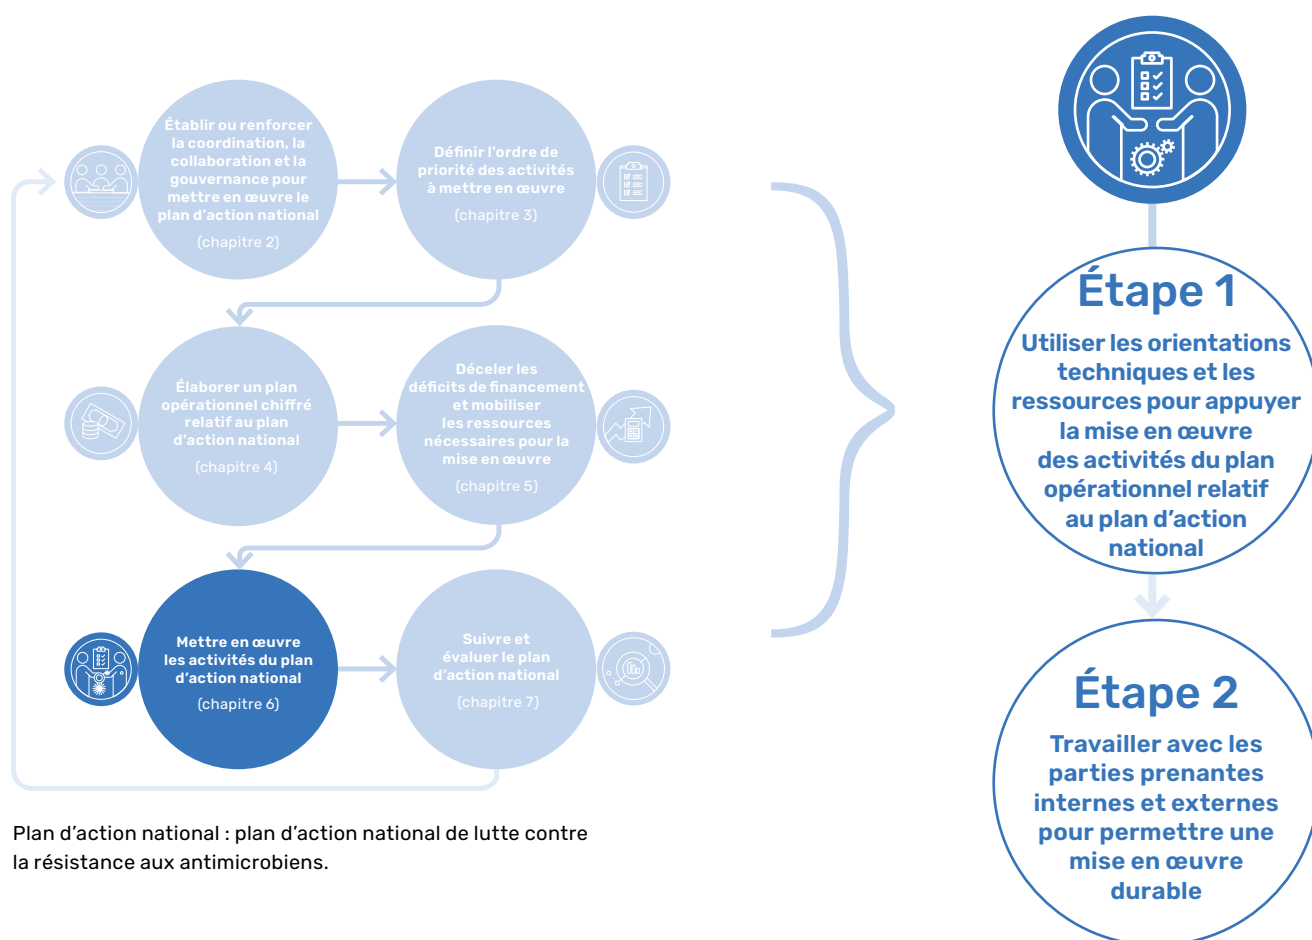 Établir ou renforcer
la coordination, la
collaboration et la
gouvernance pour
mettre en œuvre le
plan d'action national
(chapitre 2)
Définir l'ordre de
priorité des activités
à mettre en œuvre
(chapitre 3)
Élaborer un plan
opérationnel chiffré
relatif au plan
d'action national
(chapitre 4)
Déceler les
déficits de financement
et mobiliser
les ressources
nécessaires pour la
mise en œuvre
(chapitre 5)
Mettre en œuvre
les activités du plan
d'action national
(chapitre 6)
Suivre et
évaluer le plan
d'action national
(chapitre 7)
Plan d'action national : plan d'action national de lutte contre
la résistance aux antimicrobiens.
Étape 1
Utiliser les orientations
techniques et les
ressources pour appuyer
la mise en œuvre
des activités du plan
opérationnel relatif
au plan d'action
national
Étape 2
Travailler avec les
parties prenantes
internes et externes
pour permettre une
mise en œuvre
durable